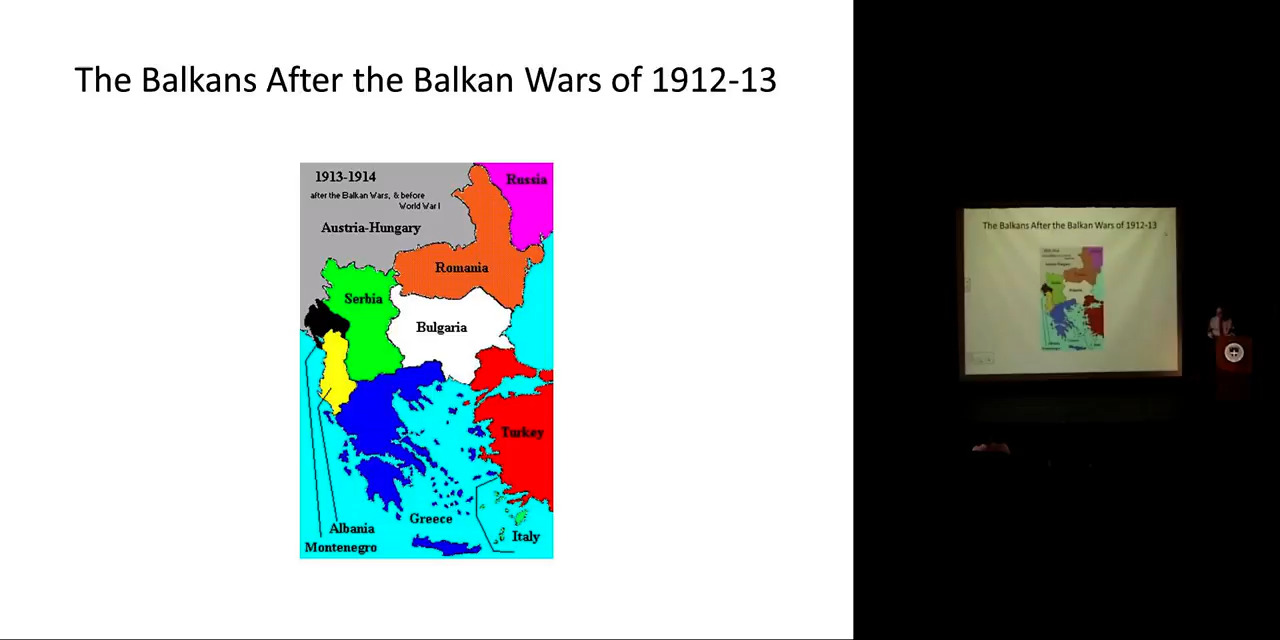 The Balkans After the Balkan Wars of 1912-13
1913-1914
after the Balkan Wars, & before
World War I
Russia
Austria-Hungary
Romania
Serbia
Bulgaria
Turkey
Greece
Albania
Italy
Montenegro
The Balkans After the Balkan Wars of 1912-13